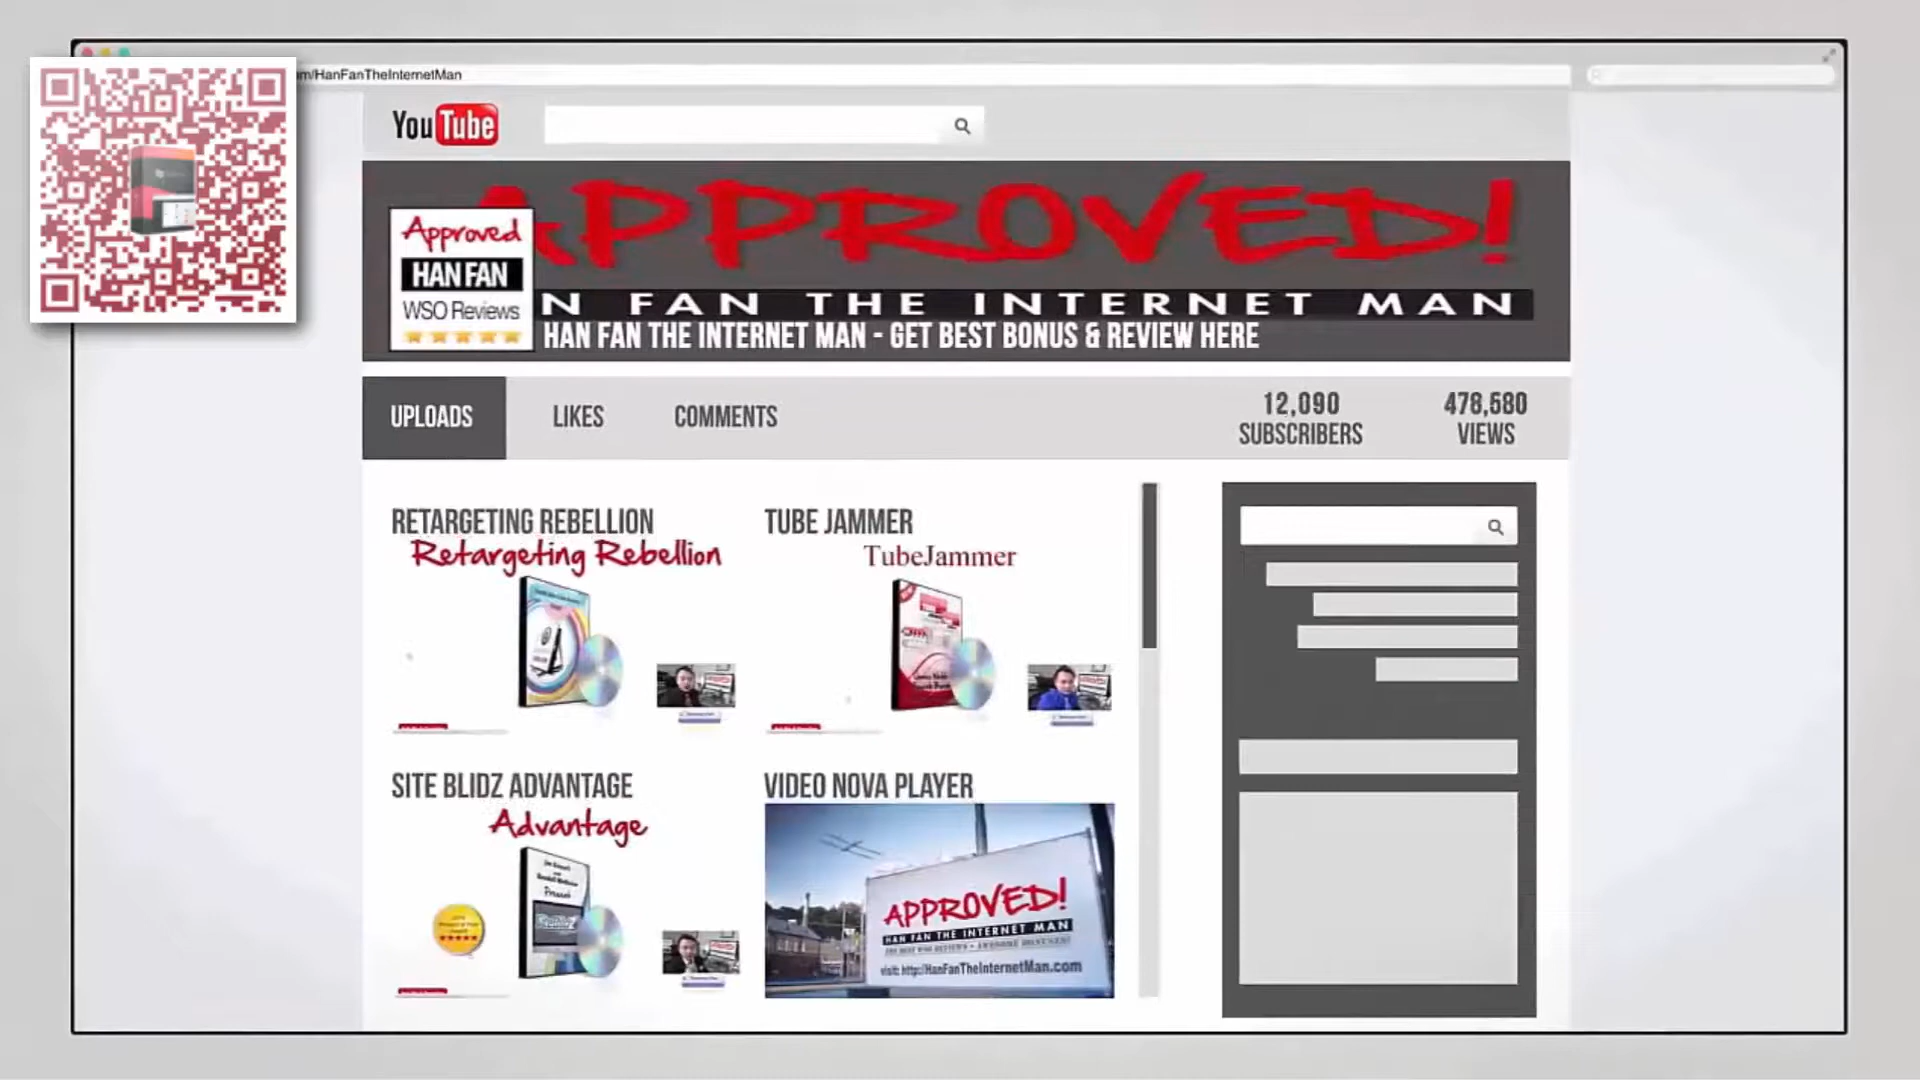 m/HanFanTheInternetMan
YouTube
APPROVED!
N FAN THE INTERNET MAN
HAN FAN THE INTERNET MAN - GET BEST BONUS & REVIEW HERE
Approved
HAN FAN
WSO Reviews
UPLOADS
LIKES
COMMENTS
12,090
SUBSCRIBERS
478,580
VIEWS
RETARGETING REBELLION
Retargeting Rebellion
TUBE JAMMER
TubeJammer
SITE BLIDZ ADVANTAGE
Advantage
VIDEO NOVA PLAYER
APPROVED!
HAN FAN THE INTERNET MAN
visit: http://HanFanTheInternetMan.com